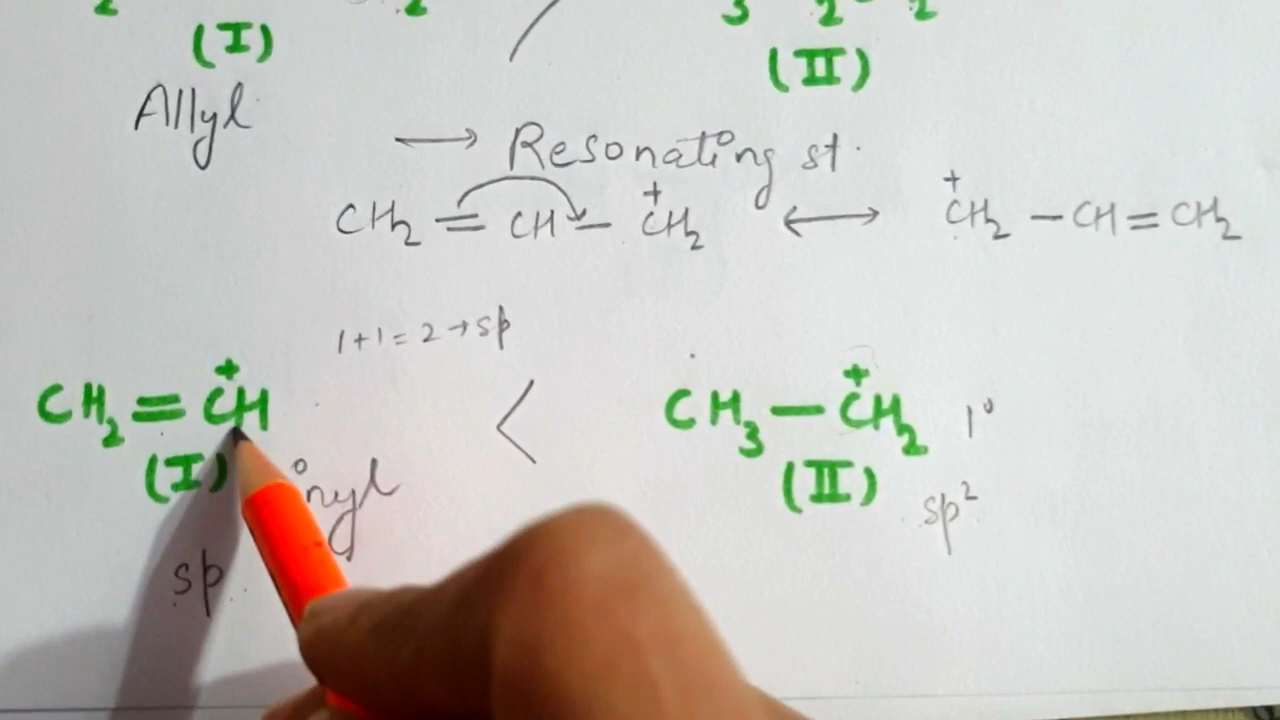 (I) (II)
Allyl
→ Resonating st.
CH₂ = CH – C⁺H₂ ↔ C⁺H₂ – CH = CH₂
1+1=2→sp
CH₂ = C⁺H < CH₃ – C⁺H₂ 1°
(I) (II)
sp sp²